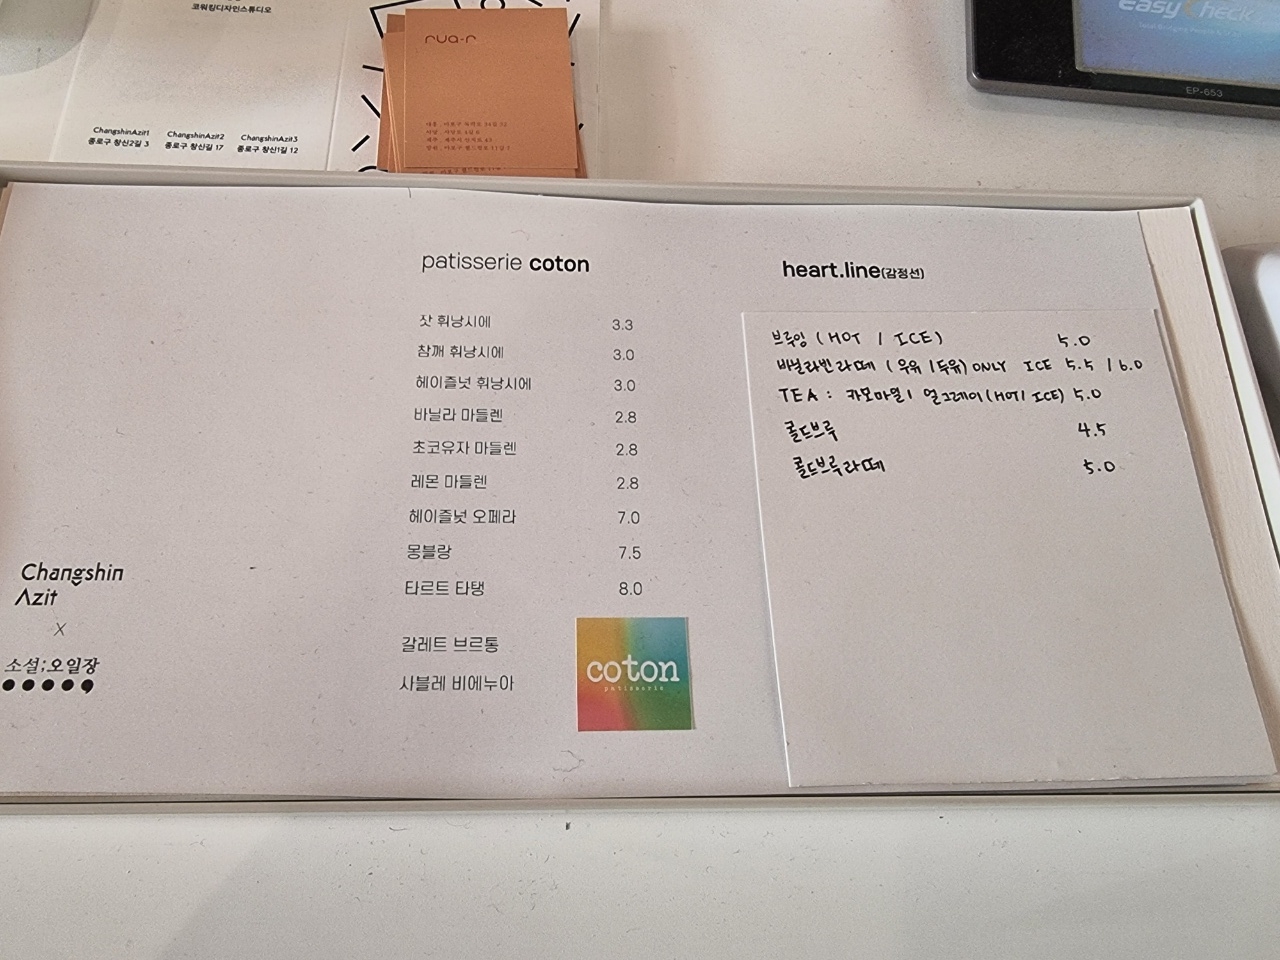 코워킹디자인스튜디오
ChangshinAzit1
종로구 창신2길 3
ChangshinAzit2
종로구 창신길 17
ChangshinAzit3
종로구 창신1길 12
rua-r
easyCheck
EP-653
patisserie coton
잣 휘낭시에 3.3
참깨 휘낭시에 3.0
헤이즐넛 휘낭시에 3.0
바닐라 마들렌 2.8
초코유자 마들렌 2.8
레몬 마들렌 2.8
헤이즐넛 오페라 7.0
몽블랑 7.5
타르트 타탱 8.0
갈레트 브르통
사블레 비에누아
coton
patisserie
heart.line(감정선)
브루잉 (HOT / ICE) 5.0
바닐라빈라떼 (우유/두유) ONLY ICE 5.5 / 6.0
TEA : 카모마일 / 얼그레이 (HOT/ICE) 5.0
콜드브루 4.5
콜드브루라떼 5.0
Changshin
Azit
X
소설;오일장